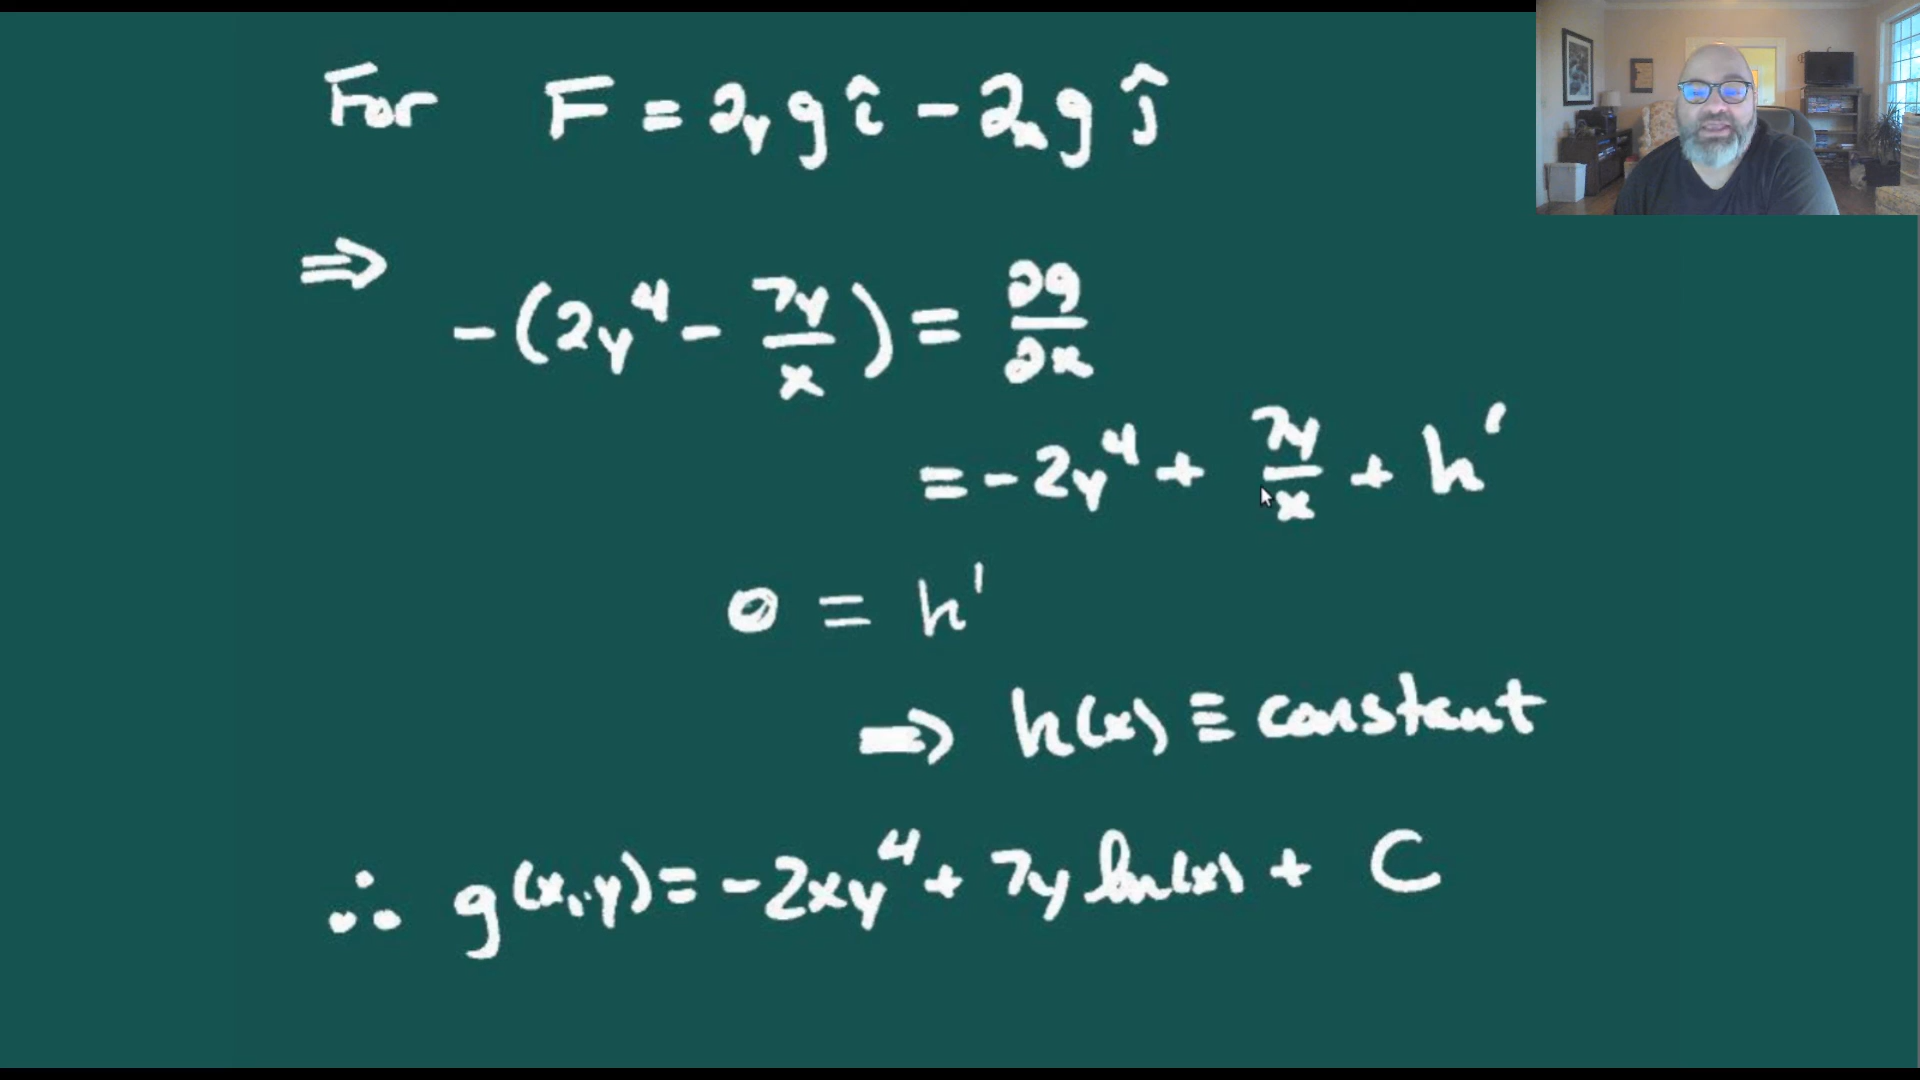 For F = ∂ᵧg î − ∂ₓg ĵ
⇒ −(2y⁴ − 7y/x) = ∂g/∂x
= −2y⁴ + 7y/x + h′
0 = h′
⇒ h(x) ≡ constant
∴ g(x,y) = −2xy⁴ + 7y ln(x) + C